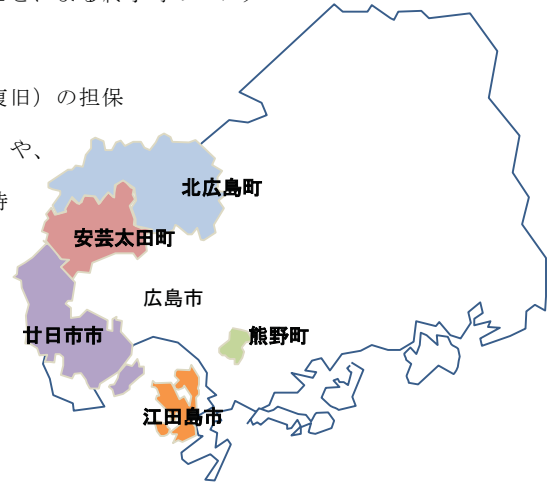 復旧）の担保
や、
北広島町
安芸太田町
広島市
廿日市市
熊野町
江田島市